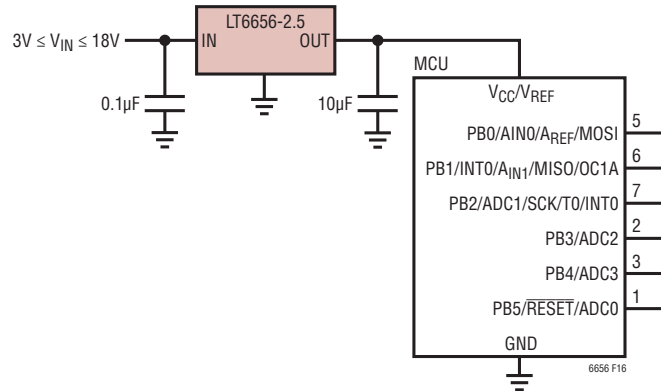 LT6656-2.5
3V ≤ VIN ≤ 18V
IN
OUT
0.1µF
10µF
MCU
VCC/VREF
PB0/AIN0/AREF/MOSI
5
PB1/INT0/AIN1/MISO/OC1A
6
PB2/ADC1/SCK/T0/INT0
7
PB3/ADC2
2
PB4/ADC3
3
PB5/RESET/ADC0
1
GND
6656 F16